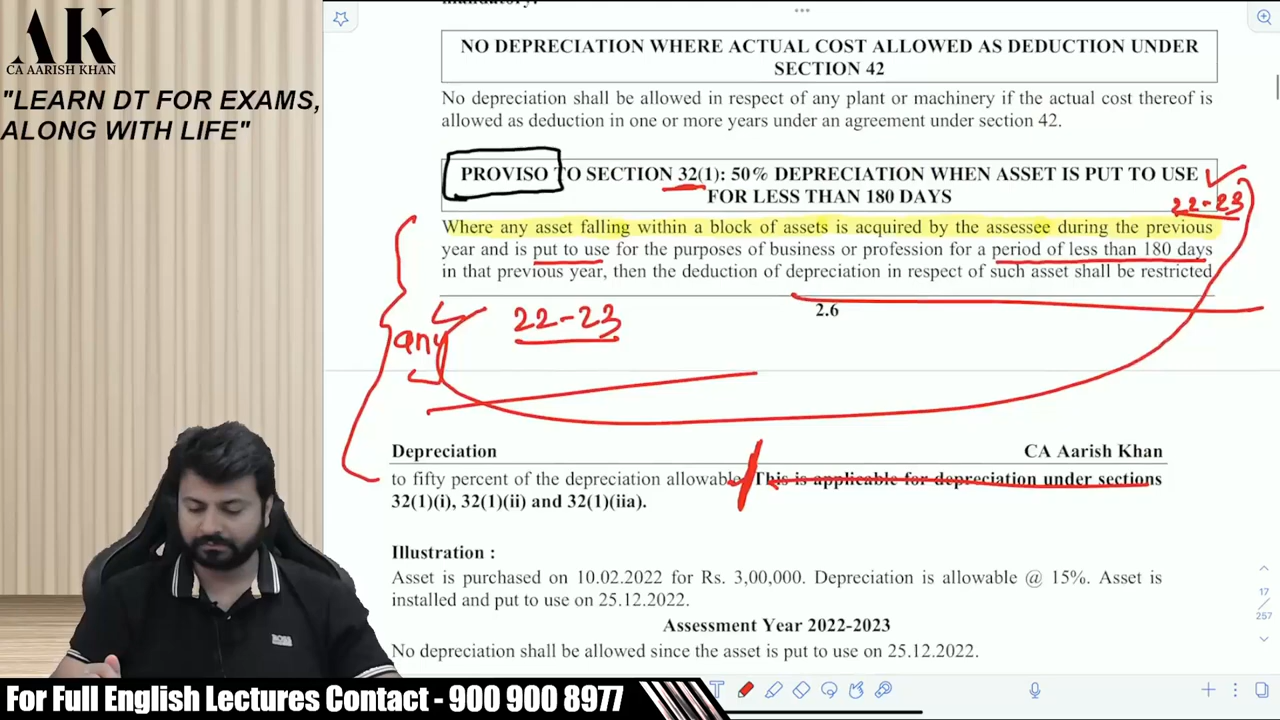 AK
CA AARISH KHAN
"LEARN DT FOR EXAMS,
ALONG WITH LIFE"
mandatory.
NO DEPRECIATION WHERE ACTUAL COST ALLOWED AS DEDUCTION UNDER
SECTION 42
No depreciation shall be allowed in respect of any plant or machinery if the actual cost thereof is
allowed as deduction in one or more years under an agreement under section 42.
PROVISO TO SECTION 32(1): 50% DEPRECIATION WHEN ASSET IS PUT TO USE
FOR LESS THAN 180 DAYS
22-23
Where any asset falling within a block of assets is acquired by the assessee during the previous
year and is put to use for the purposes of business or profession for a period of less than 180 days
in that previous year, then the deduction of depreciation in respect of such asset shall be restricted
2.6
22-23
any
Depreciation CA Aarish Khan
to fifty percent of the depreciation allowable. This is applicable for depreciation under sections
32(1)(i), 32(1)(ii) and 32(1)(iia).
Illustration :
Asset is purchased on 10.02.2022 for Rs. 3,00,000. Depreciation is allowable @ 15%. Asset is
installed and put to use on 25.12.2022.
Assessment Year 2022-2023
No depreciation shall be allowed since the asset is put to use on 25.12.2022.
17
257
For Full English Lectures Contact - 900 900 8977